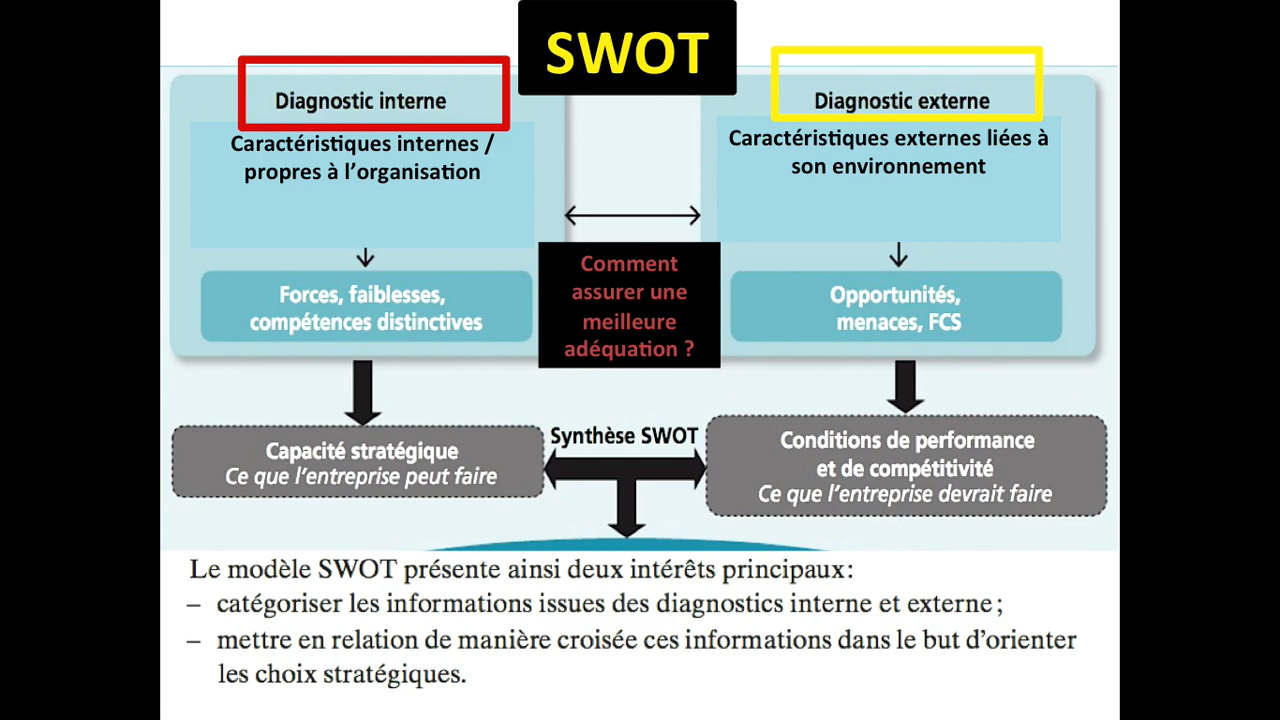 SWOT
Diagnostic interne
Caractéristiques internes /
propres à l'organisation
Forces, faiblesses,
compétences distinctives
Diagnostic externe
Caractéristiques externes liées à
son environnement
Opportunités,
menaces, FCS
Comment
assurer une
meilleure
adéquation ?
Capacité stratégique
Ce que l'entreprise peut faire
Synthèse SWOT
Conditions de performance
et de compétitivité
Ce que l'entreprise devrait faire
Le modèle SWOT présente ainsi deux intérêts principaux :
– catégoriser les informations issues des diagnostics interne et externe ;
– mettre en relation de manière croisée ces informations dans le but d'orienter
les choix stratégiques.